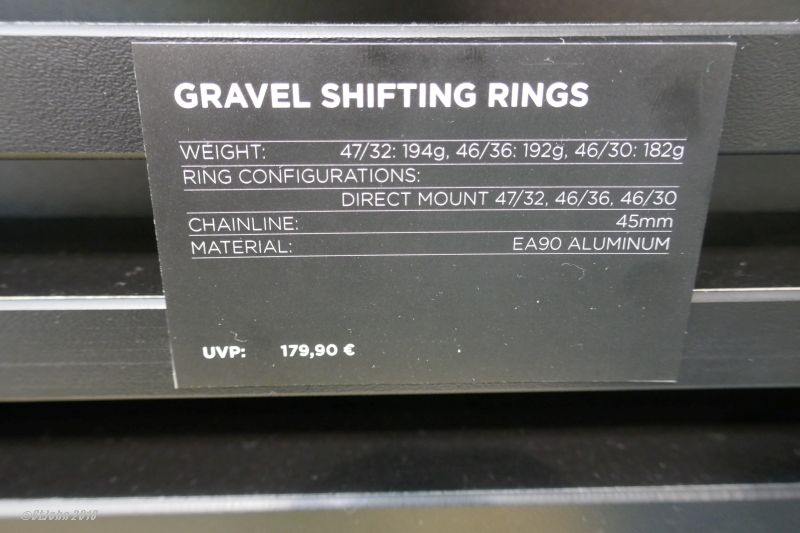 GRAVEL SHIFTING RINGS
WEIGHT: 47/32: 194g, 46/36: 192g, 46/30: 182g
RING CONFIGURATIONS:
DIRECT MOUNT 47/32, 46/36, 46/30
CHAINLINE: 45mm
MATERIAL: EA90 ALUMINUM
UVP: 179,90 €
2018